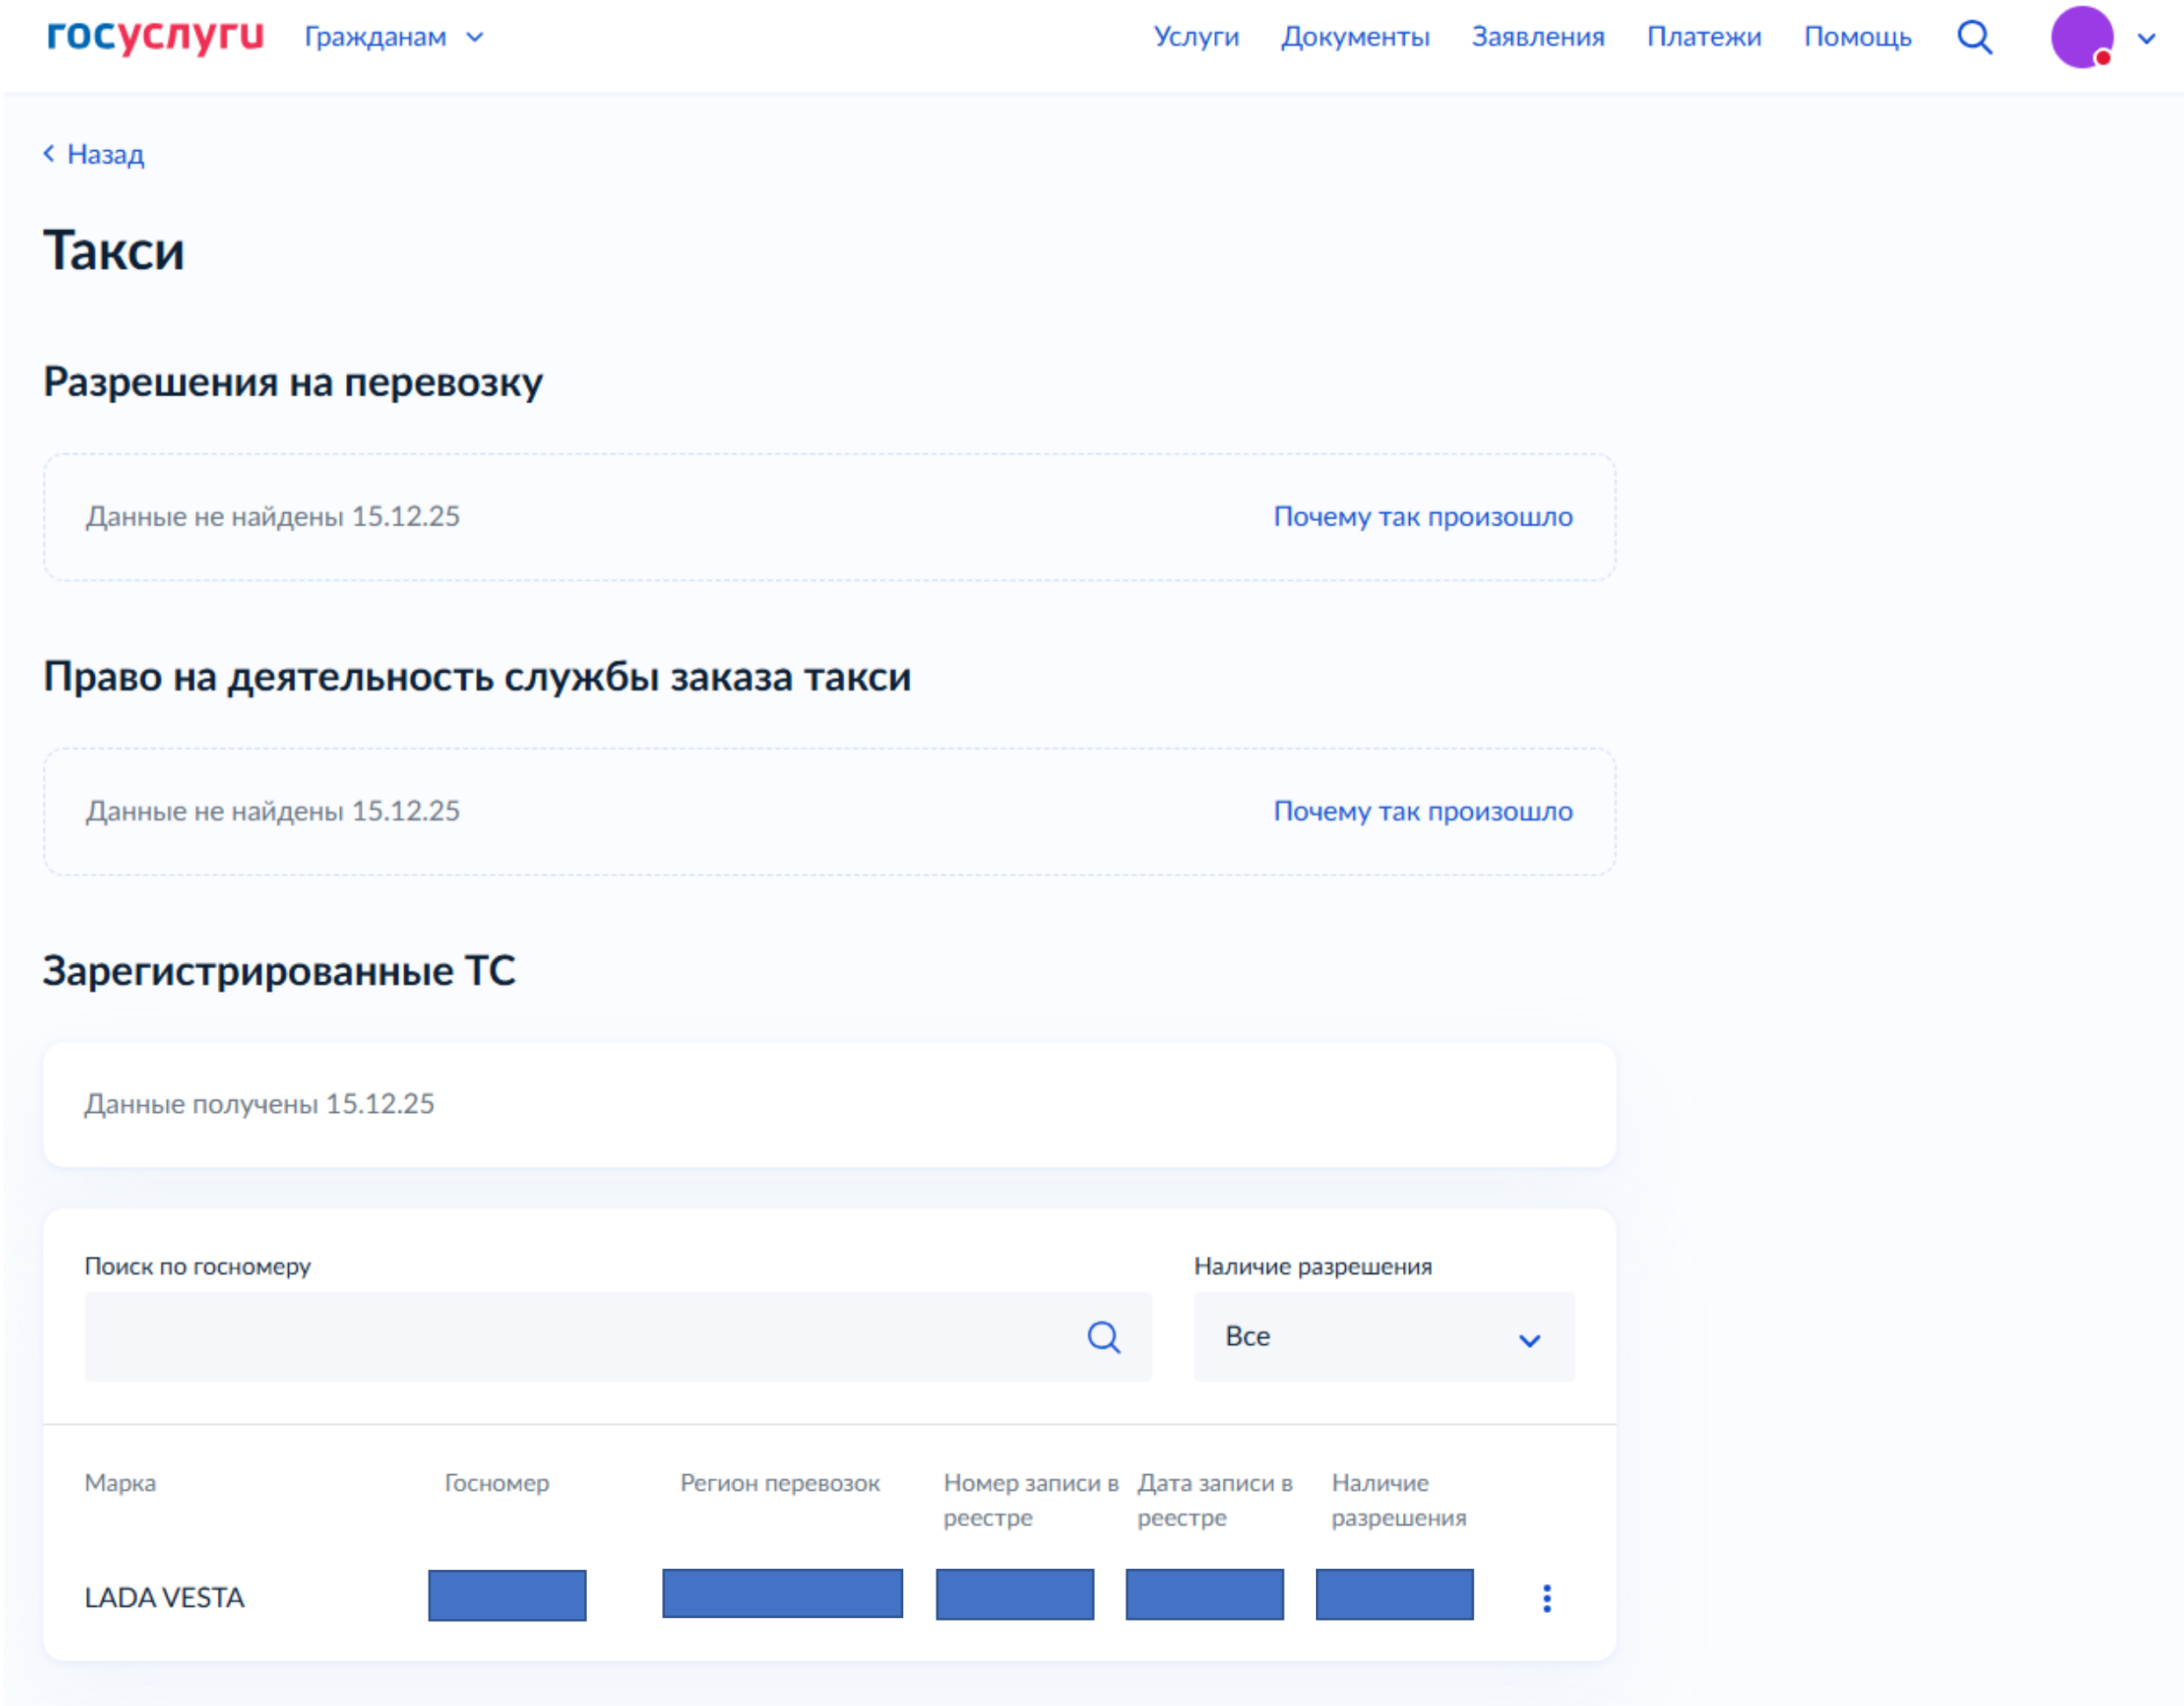 госуслуги Гражданам Услуги Документы Заявления Платежи Помощь
Назад
Такси
Разрешения на перевозку
Данные не найдены 15.12.25 Почему так произошло
Право на деятельность службы заказа такси
Данные не найдены 15.12.25 Почему так произошло
Зарегистрированные ТС
Данные получены 15.12.25
Поиск по госномеру Наличие разрешения
Все
Марка Госномер Регион перевозок Номер записи в Дата записи в Наличие
реестре реестре разрешения
LADA VESTA